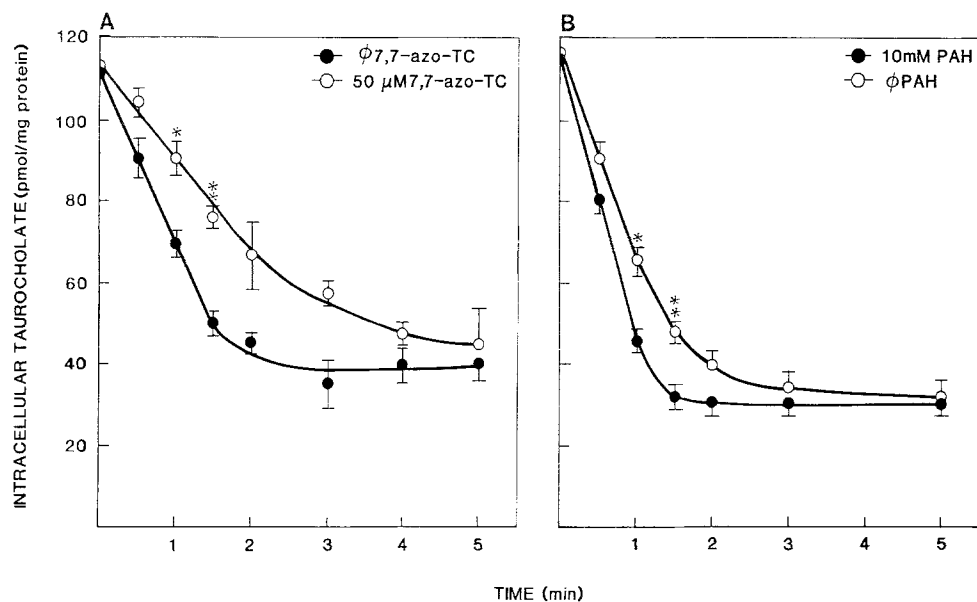 A
B
ϕ7,7-azo-TC
50 μM7,7-azo-TC
10mM PAH
ϕPAH
INTRACELLULAR TAUROCHOLATE (pmol/mg protein)
120
100
80
60
40
20
*
**
*
**
1 2 3 4 5
1 2 3 4 5
TIME (min)